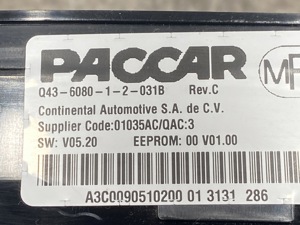 PACCAR
Q43-6080-1-2-031B Rev.C
Continental Automotive S.A. de C.V.
Supplier Code:01035AC/QAC:3
SW: V05.20 EEPROM: 00 V01.00
A3C0090510200 01 3131 286